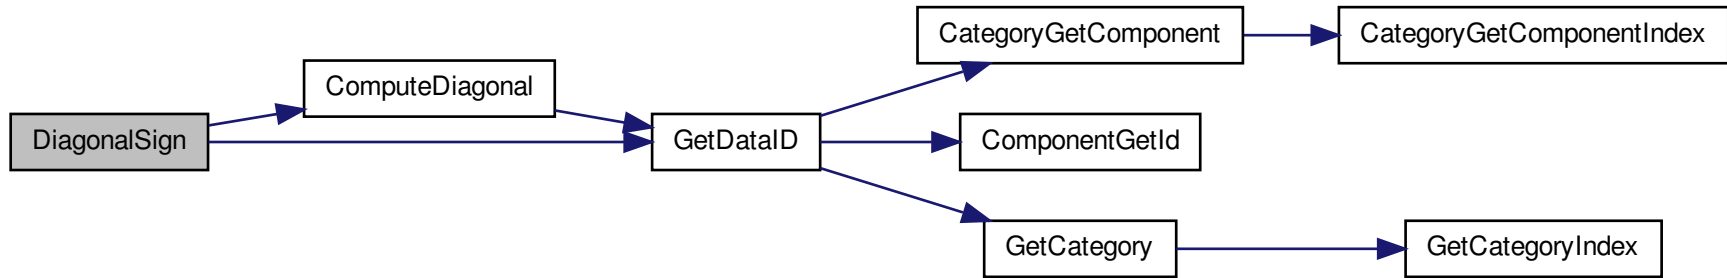 DiagonalSign
ComputeDiagonal
GetDataID
CategoryGetComponent
CategoryGetComponentIndex
ComponentGetId
GetCategory
GetCategoryIndex